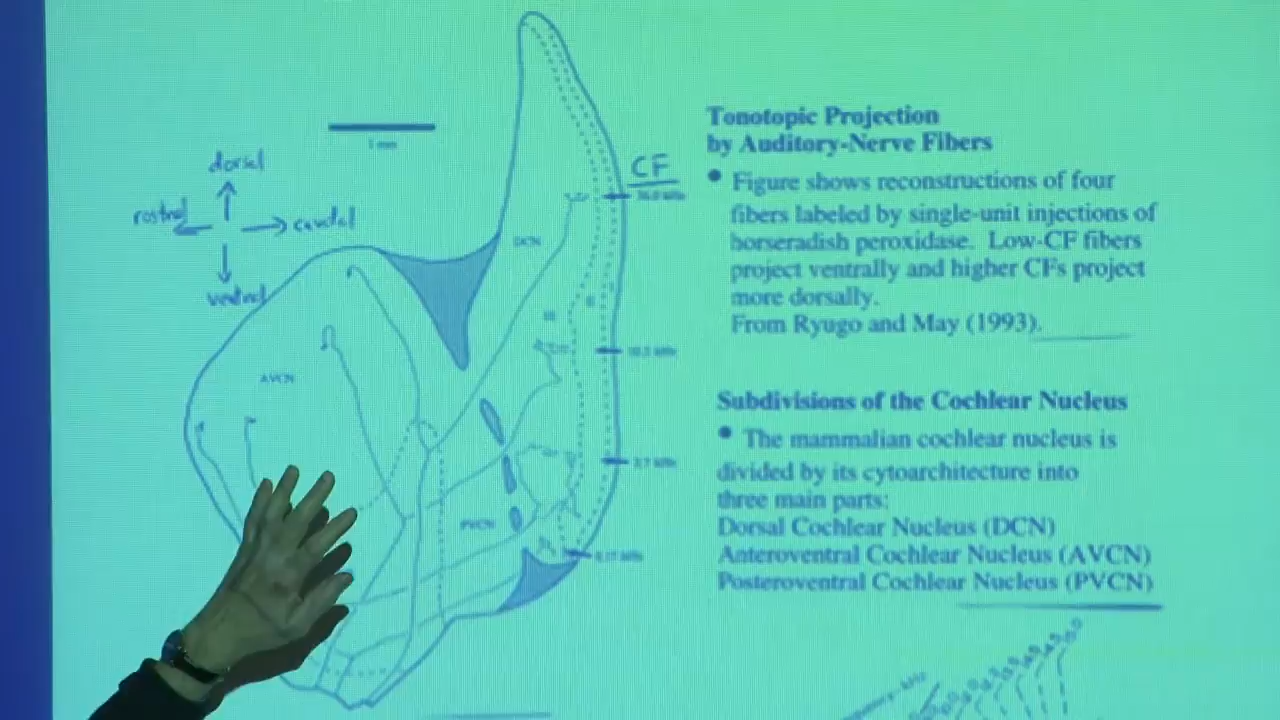 dorsal
rostral
caudal
ventral
1 mm
CF
DCN
AVCN
PVCN
Tonotopic Projection
by Auditory-Nerve Fibers
• Figure shows reconstructions of four
fibers labeled by single-unit injections of
horseradish peroxidase. Low-CF fibers
project ventrally and higher CFs project
more dorsally.
From Ryugo and May (1993).
Subdivisions of the Cochlear Nucleus
• The mammalian cochlear nucleus is
divided by its cytoarchitecture into
three main parts:
Dorsal Cochlear Nucleus (DCN)
Anteroventral Cochlear Nucleus (AVCN)
Posteroventral Cochlear Nucleus (PVCN)